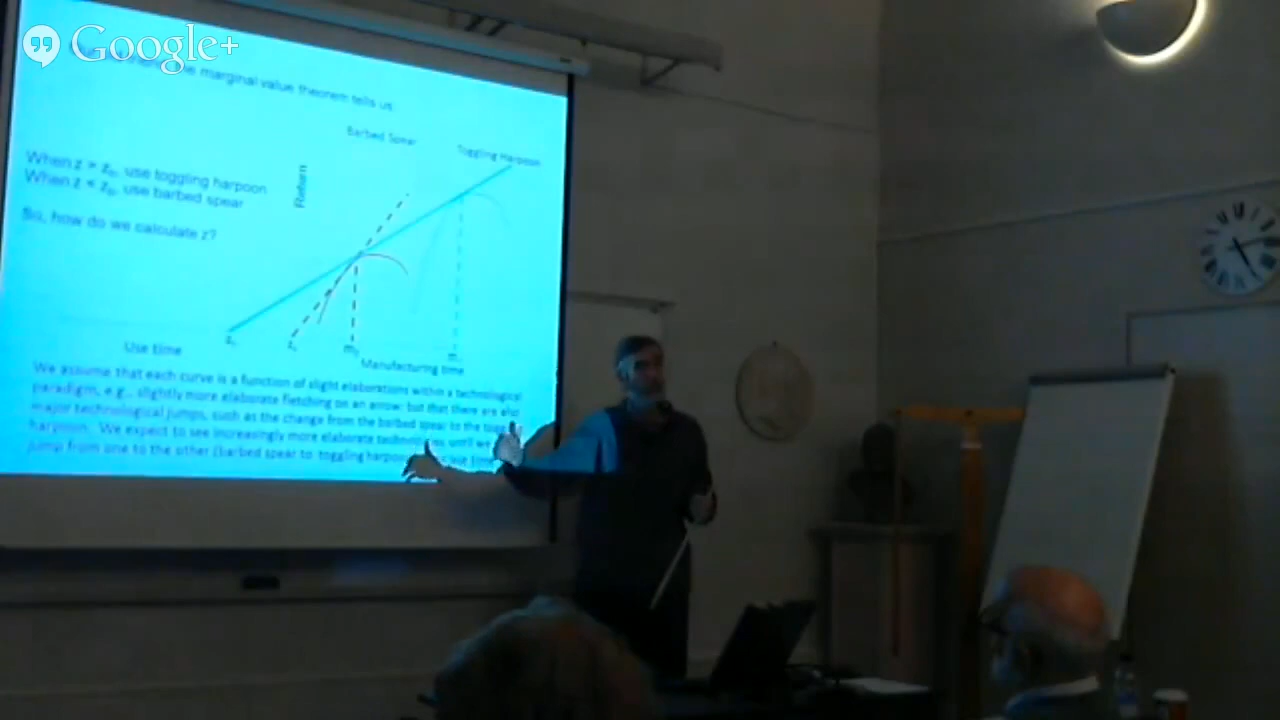 Google+
marginal value theorem tells us:
Barbed Spear
Toggling Harpoon
When z > z₀, use toggling harpoon
When z < z₀, use barbed spear
Return
So, how do we calculate z?
Use time
Manufacturing time
We assume that each curve is a function of slight elaborations within a technological
paradigm, e.g., slightly more elaborate fletching on an arrow; but that there are also
major technological jumps, such as the change from the barbed spear to the
harpoon. We expect to see increasingly more elaborate until we
jump from one to the other (barbed spear to toggling